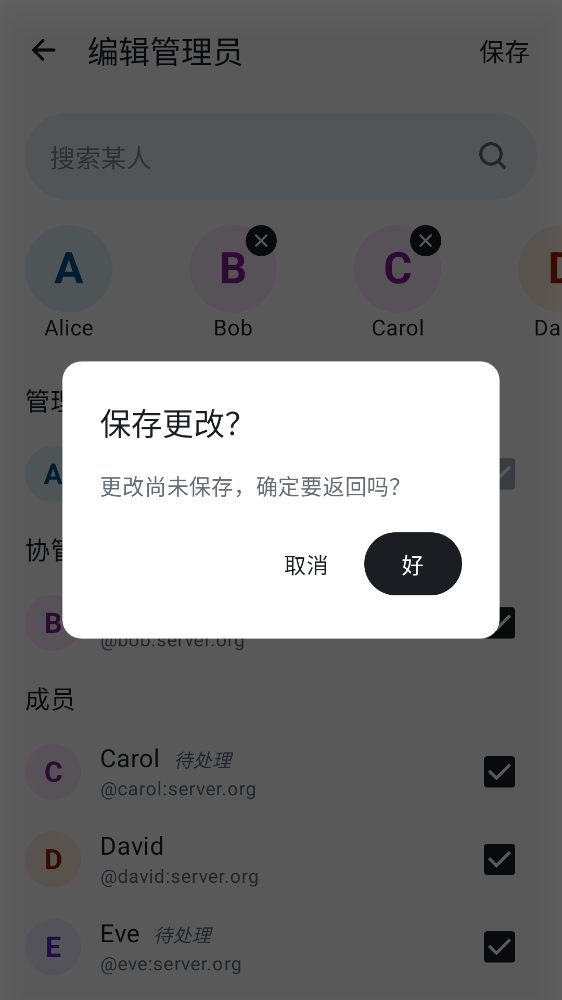 编辑管理员
保存
搜索某人
A
B
C
Alice
Bob
Carol
Da
管理
A
保存更改？
更改尚未保存，确定要返回吗？
取消
好
协管
B
@bob:server.org
成员
C
Carol 待处理
@carol:server.org
D
David
@david:server.org
E
Eve 待处理
@eve:server.org